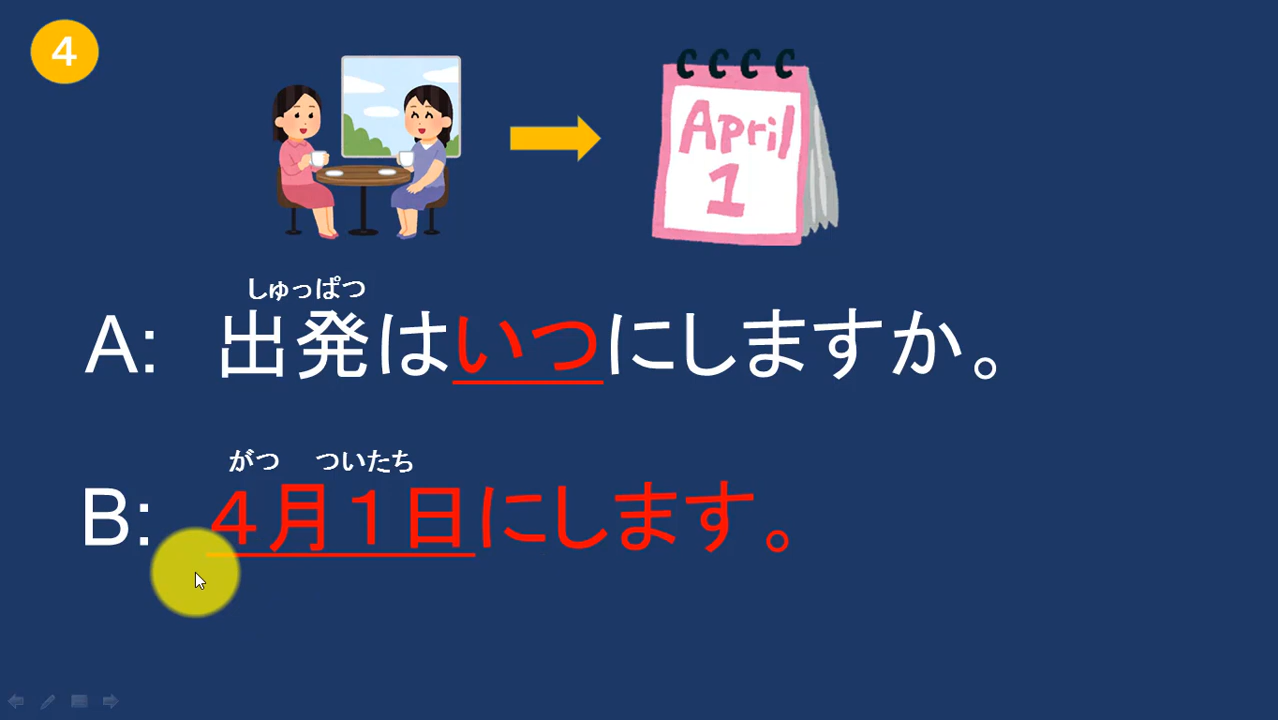 4
April
1
しゅっぱつ
A: 出発はいつにしますか。
がつ ついたち
B: 4月1日にします。